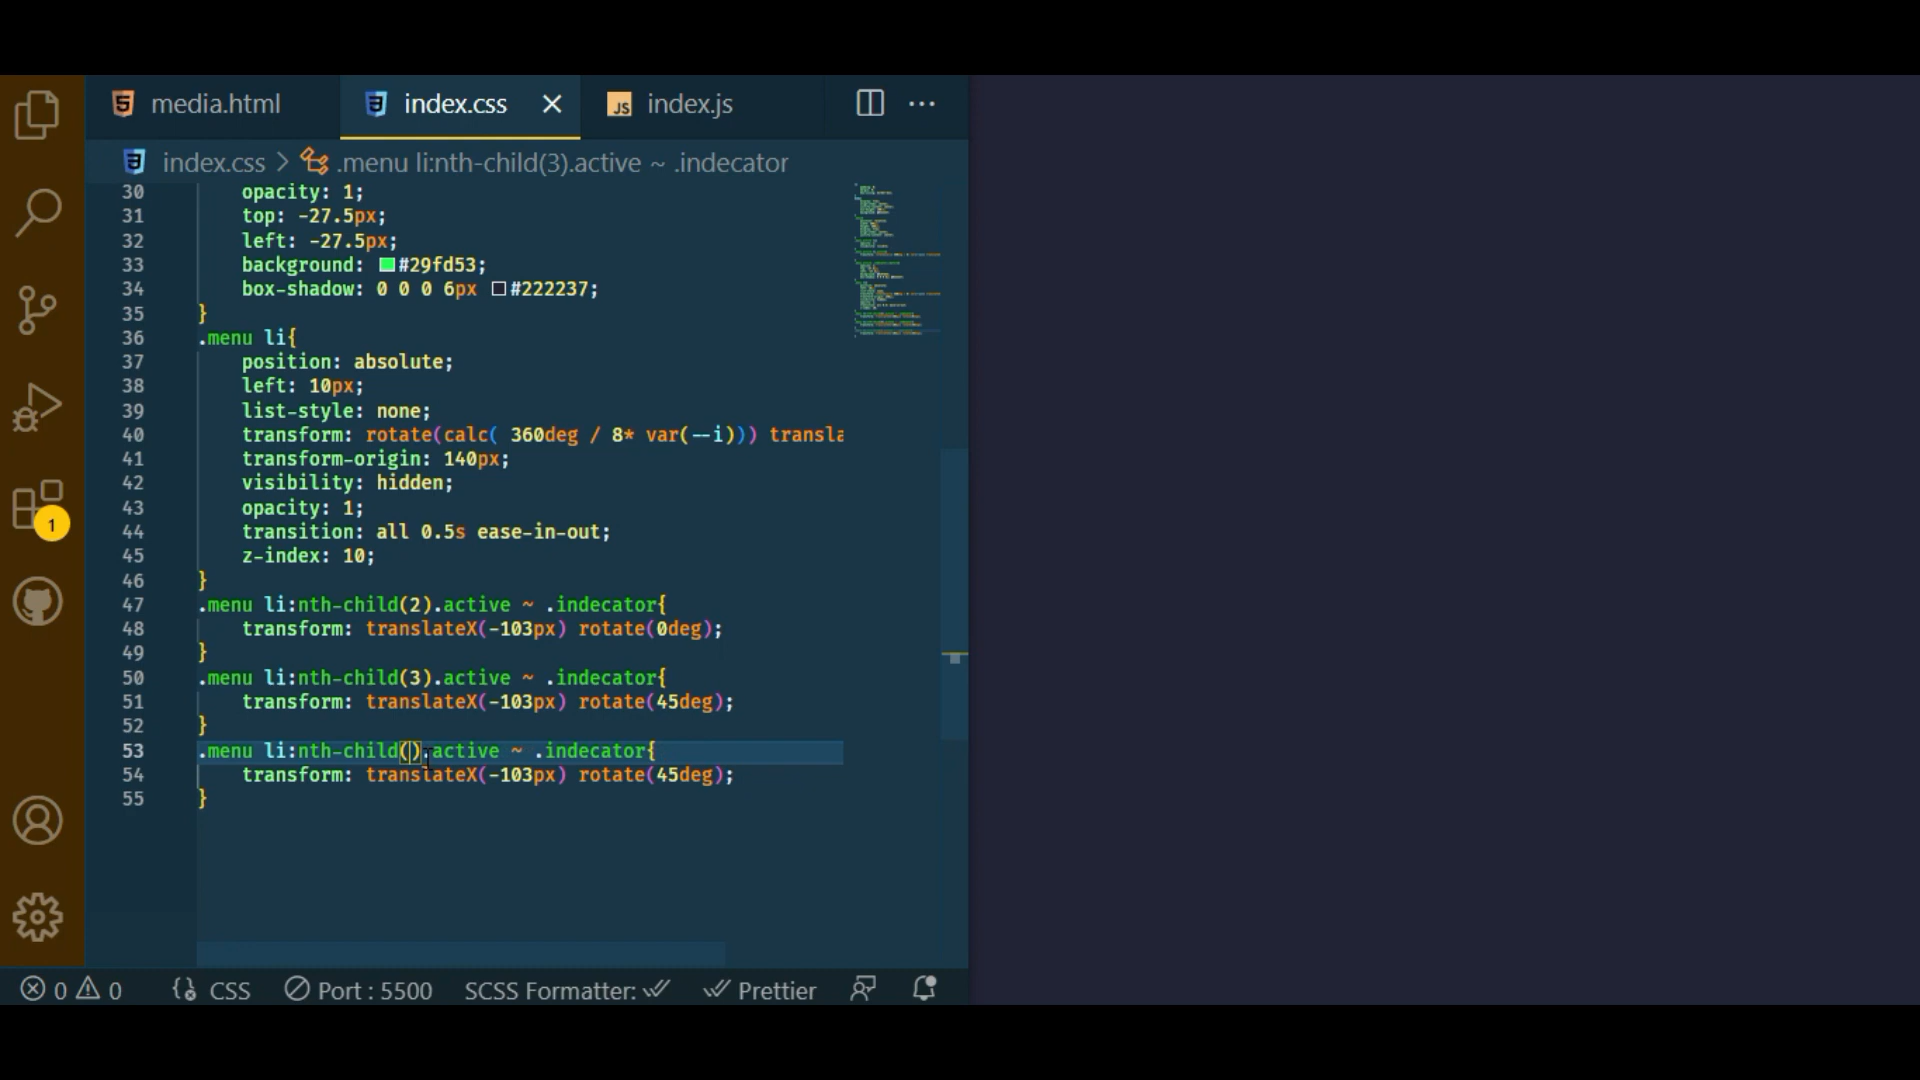 media.html
index.css
JS index.js
index.css > .menu li:nth-child(3).active ~ .indecator
30 opacity: 1;
31 top: -27.5px;
32 left: -27.5px;
33 background: #29fd53;
34 box-shadow: 0 0 0 6px #222237;
35 }
36 .menu li{
37 position: absolute;
38 left: 10px;
39 list-style: none;
40 transform: rotate(calc( 360deg / 8* var(--i))) transla
41 transform-origin: 140px;
42 visibility: hidden;
43 opacity: 1;
44 transition: all 0.5s ease-in-out;
45 z-index: 10;
46 }
47 .menu li:nth-child(2).active ~ .indecator{
48 transform: translateX(-103px) rotate(0deg);
49 }
50 .menu li:nth-child(3).active ~ .indecator{
51 transform: translateX(-103px) rotate(45deg);
52 }
53 .menu li:nth-child().active ~ .indecator{
54 transform: translateX(-103px) rotate(45deg);
55 }
1
0 0 CSS Port : 5500 SCSS Formatter: Prettier